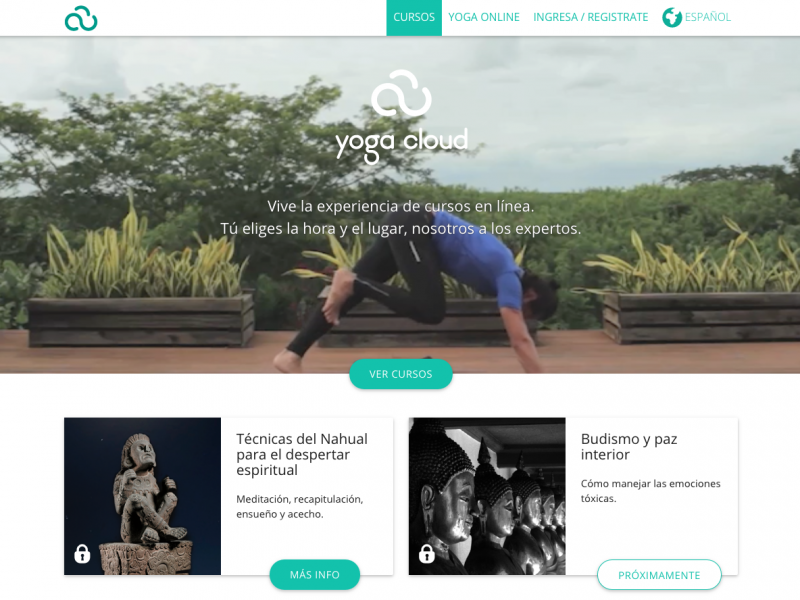 CURSOS YOGA ONLINE INGRESA / REGISTRATE ESPAÑOL
yoga cloud
Vive la experiencia de cursos en línea.
Tú eliges la hora y el lugar, nosotros a los expertos.
VER CURSOS
Técnicas del Nahual
para el despertar
espiritual
Meditación, recapitulación,
ensueño y acecho.
MÁS INFO
Budismo y paz
interior
Cómo manejar las emociones
tóxicas.
PRÓXIMAMENTE